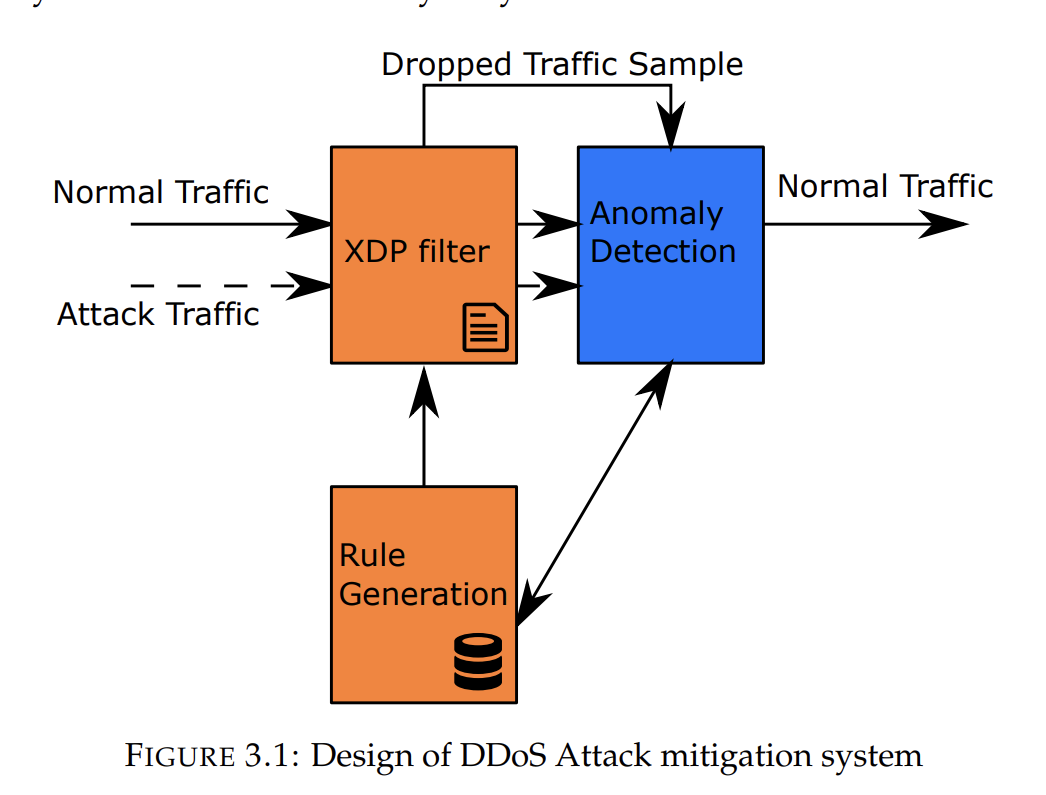 Dropped Traffic Sample
Normal Traffic
Normal Traffic
Anomaly
Detection
XDP filter
Attack Traffic
Rule
Generation
FIGURE 3.1: Design of DDoS Attack mitigation system